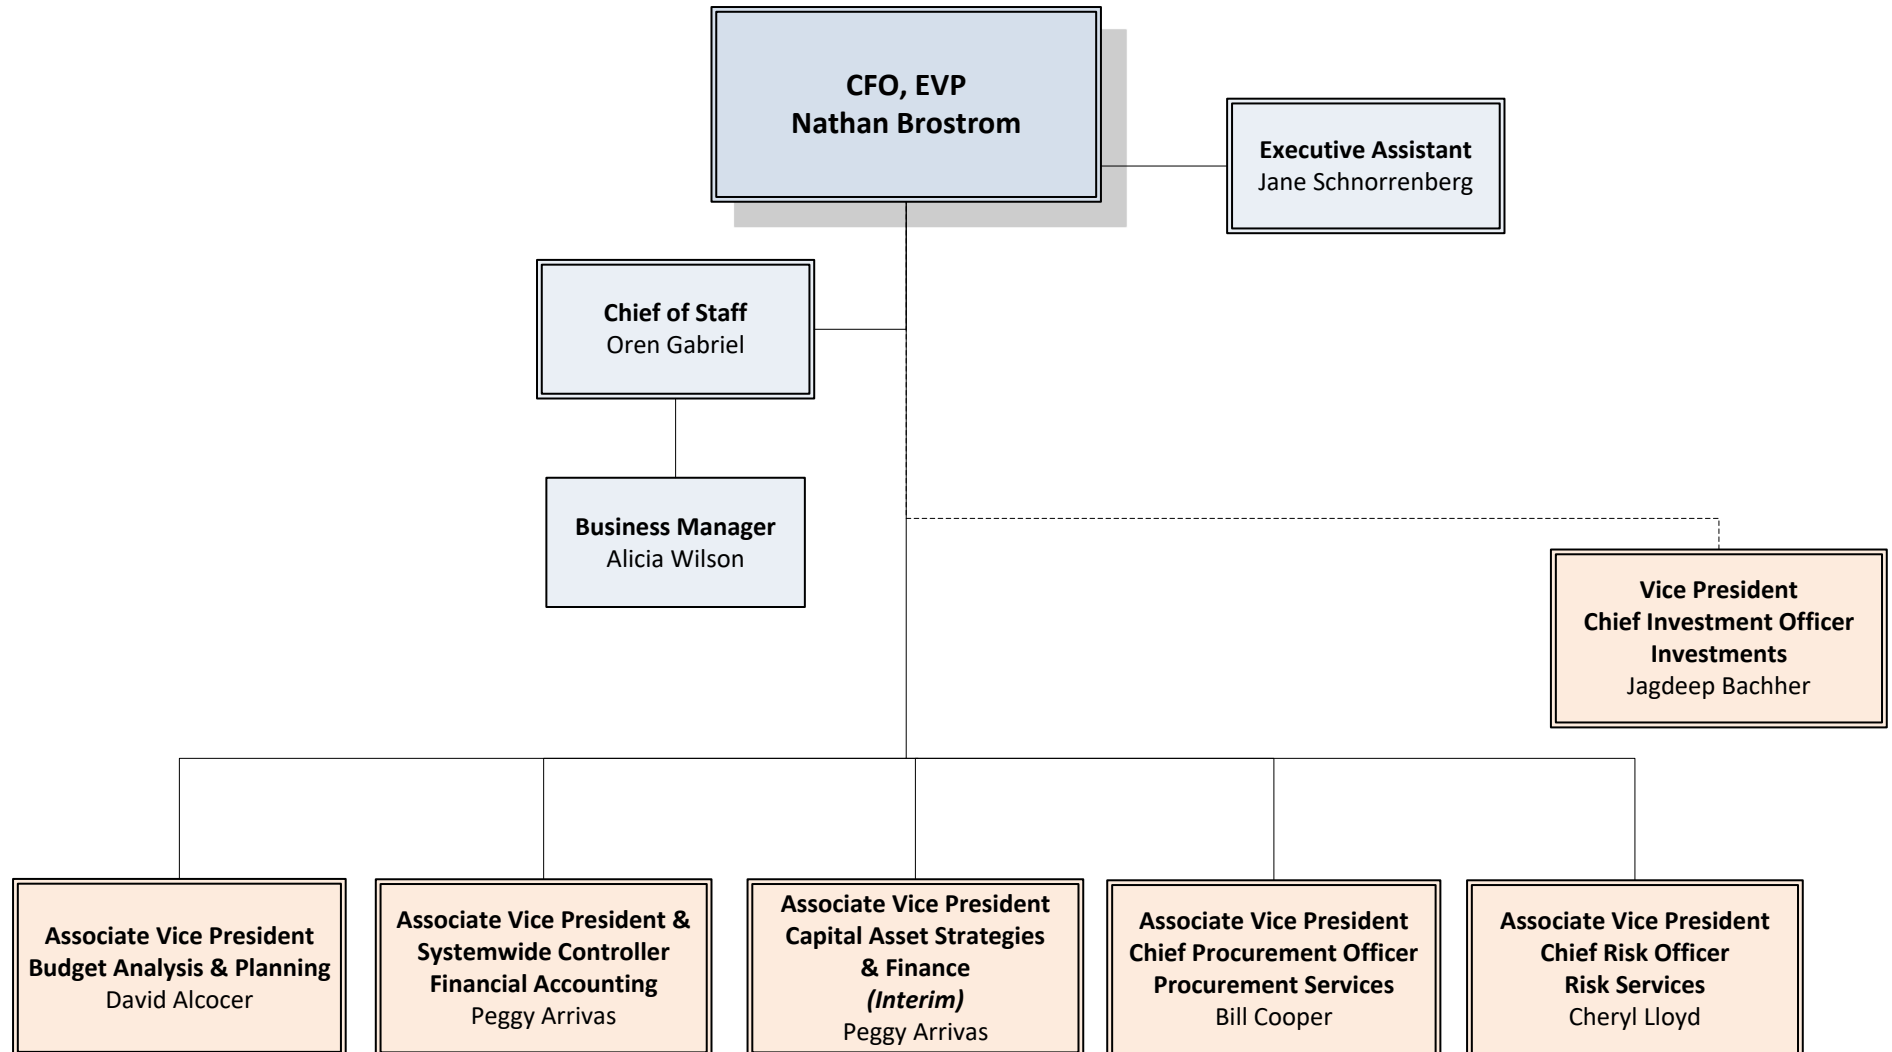 CFO, EVP
Nathan Brostrom
Executive Assistant
Jane Schnorrenberg
Chief of Staff
Oren Gabriel
Business Manager
Alicia Wilson
Vice President
Chief Investment Officer
Investments
Jagdeep Bachher
Associate Vice President
Budget Analysis & Planning
David Alcocer
Associate Vice President &
Systemwide Controller
Financial Accounting
Peggy Arrivas
Associate Vice President
Capital Asset Strategies
& Finance
(Interim)
Peggy Arrivas
Associate Vice President
Chief Procurement Officer
Procurement Services
Bill Cooper
Associate Vice President
Chief Risk Officer
Risk Services
Cheryl Lloyd